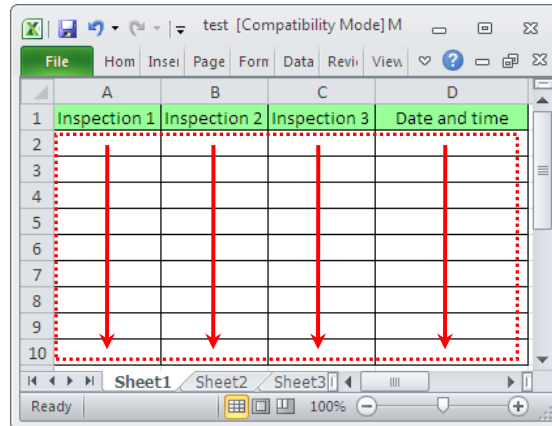 test [Compatibility Mode] M
File Hom Inser Page Forn Data Revi View
A B C D
1 Inspection 1 Inspection 2 Inspection 3 Date and time
2
3
4
5
6
7
8
9
10
Sheet1 Sheet2 Sheet3
Ready 100%